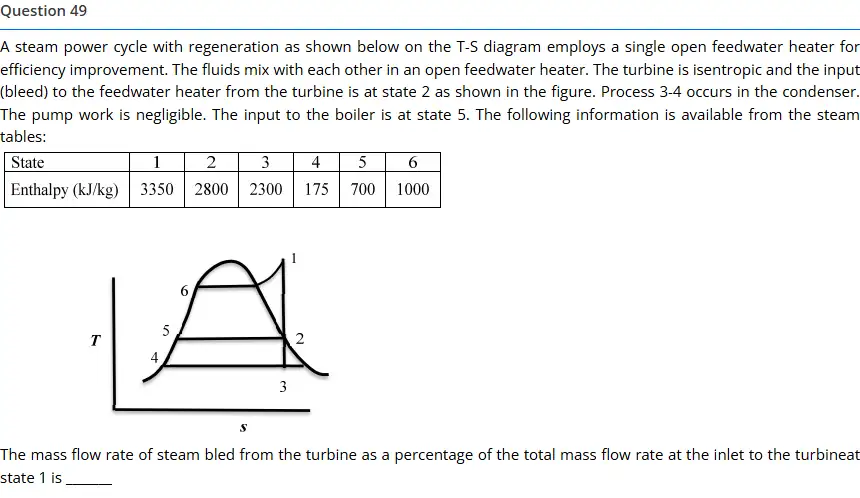 Question 49
A steam power cycle with regeneration as shown below on the T-S diagram employs a single open feedwater heater for
efficiency improvement. The fluids mix with each other in an open feedwater heater. The turbine is isentropic and the input
(bleed) to the feedwater heater from the turbine is at state 2 as shown in the figure. Process 3-4 occurs in the condenser.
The pump work is negligible. The input to the boiler is at state 5. The following information is available from the steam
tables:
State 1 2 3 4 5 6
Enthalpy (kJ/kg) 3350 2800 2300 175 700 1000
1
6
5
T 2
4
3
s
The mass flow rate of steam bled from the turbine as a percentage of the total mass flow rate at the inlet to the turbineat
state 1 is ______